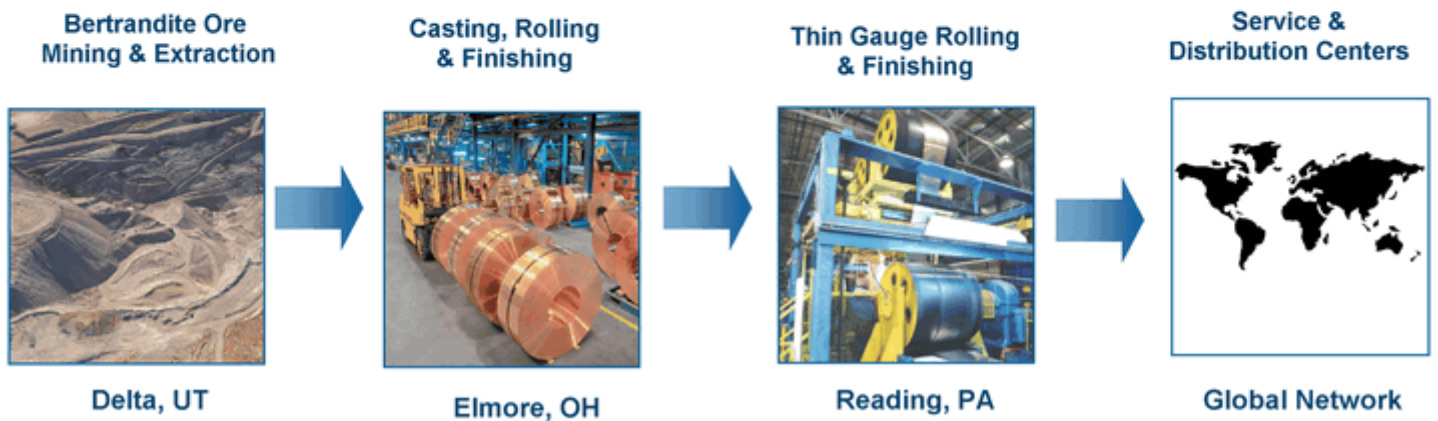 Bertrandite Ore
Mining & Extraction
Casting, Rolling
& Finishing
Thin Gauge Rolling
& Finishing
Service &
Distribution Centers
Delta, UT
Elmore, OH
Reading, PA
Global Network